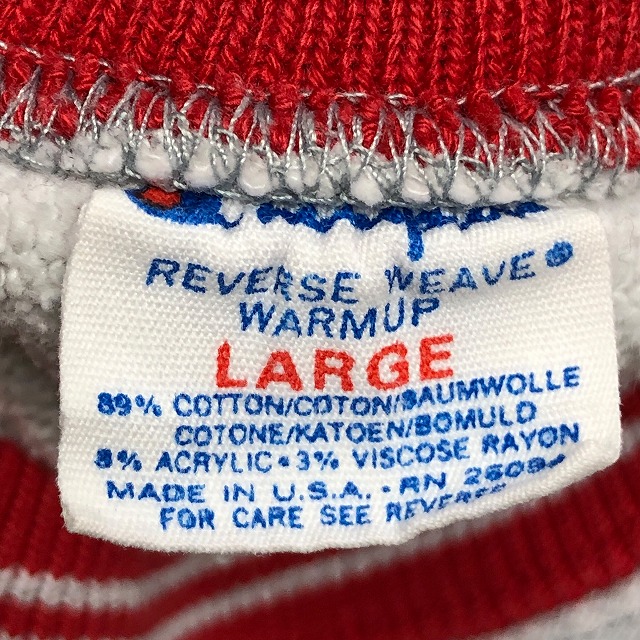 Champion
REVERSE WEAVE®
WARMUP
LARGE
89% COTTON/COTON/BAUMWOLLE
COTONE/KATOEN/BOMULD
8% ACRYLIC • 3% VISCOSE RAYON
MADE IN U.S.A. • RN 26094
FOR CARE SEE REVERSE